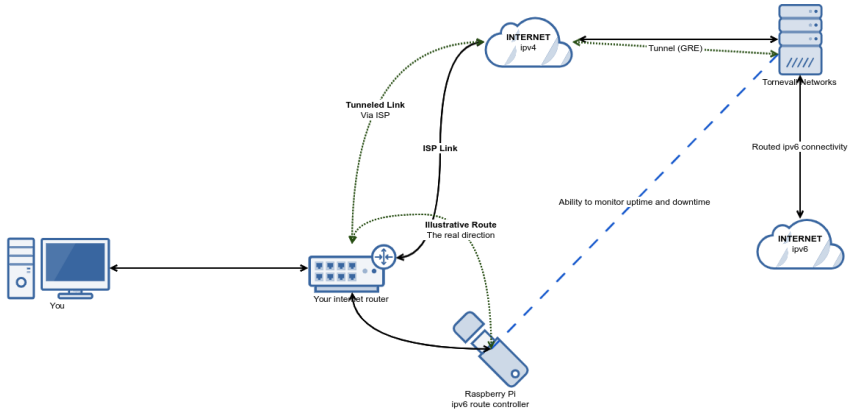 INTERNET
ipv4
Tunnel (GRE)
Tornevall Networks
Tunneled Link
Via ISP
ISP Link
Routed ipv6 connectivity
Ability to monitor uptime and downtime
Illustrative Route
The real direction
INTERNET
ipv6
Your internet router
You
Raspberry Pi
ipv6 route controller